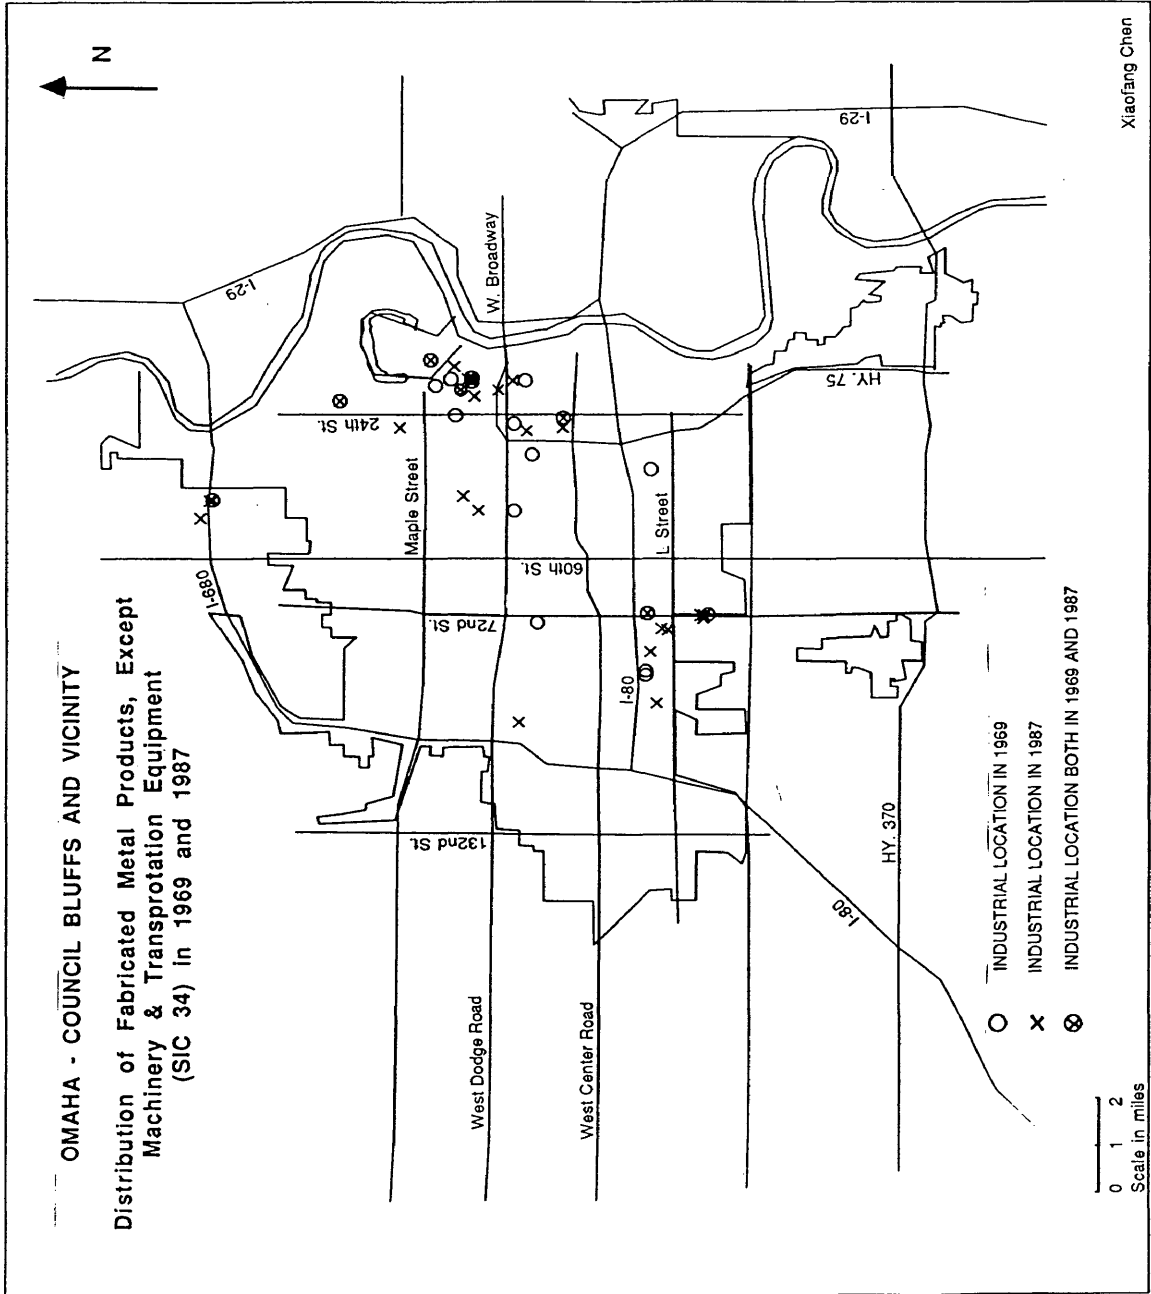 OMAHA - COUNCIL BLUFFS AND VICINITY
Distribution of Fabricated Metal Products, Except
Machinery & Transprotation Equipment
(SIC 34) in 1969 and 1987
N
I-29
I-680
24th St.
W. Broadway
Maple Street
60th St.
72nd St.
L Street
I-80
I-29
HY. 75
132nd St.
West Dodge Road
West Center Road
I-80
HY. 370
INDUSTRIAL LOCATION IN 1969
INDUSTRIAL LOCATION IN 1987
INDUSTRIAL LOCATION BOTH IN 1969 AND 1987
0 1 2
Scale in miles
Xiaofang Chen